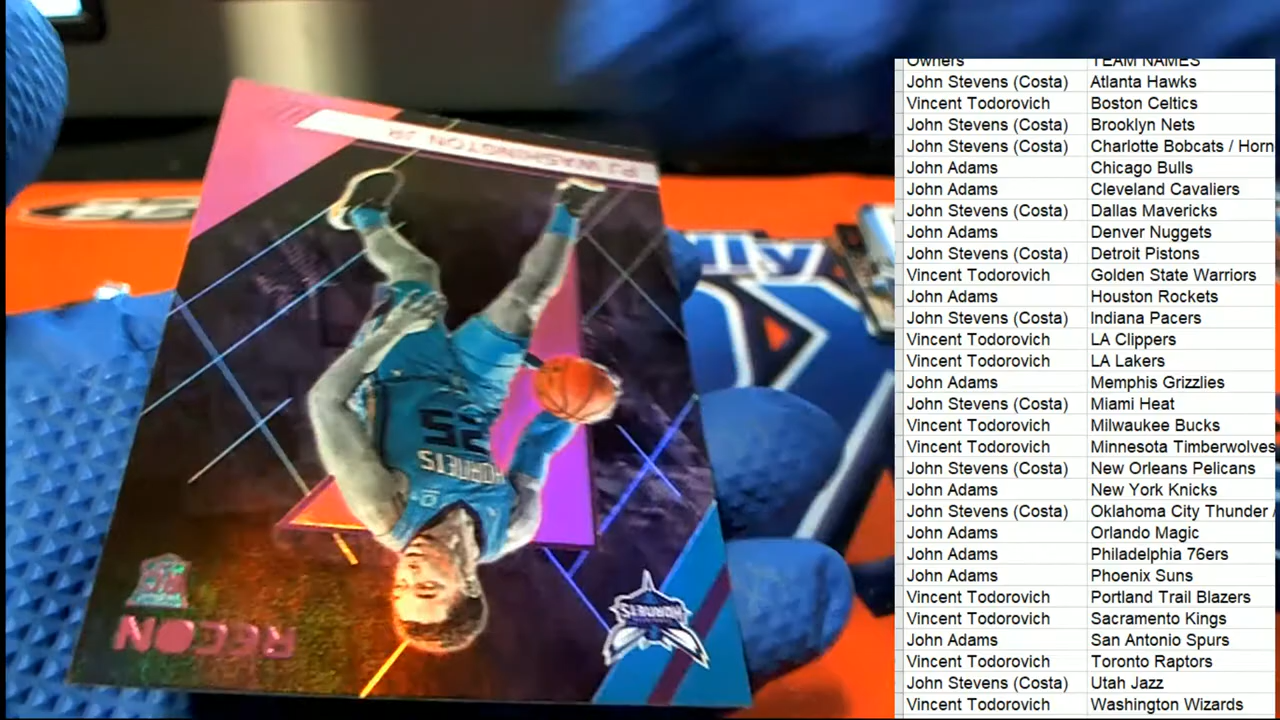 PJ WASHINGTON JR
25
HORNETS
HORNETS
RECON
Owners TEAM NAMES
John Stevens (Costa) Atlanta Hawks
Vincent Todorovich Boston Celtics
John Stevens (Costa) Brooklyn Nets
John Stevens (Costa) Charlotte Bobcats / Horn
John Adams Chicago Bulls
John Adams Cleveland Cavaliers
John Stevens (Costa) Dallas Mavericks
John Adams Denver Nuggets
John Stevens (Costa) Detroit Pistons
Vincent Todorovich Golden State Warriors
John Adams Houston Rockets
John Stevens (Costa) Indiana Pacers
Vincent Todorovich LA Clippers
Vincent Todorovich LA Lakers
John Adams Memphis Grizzlies
John Stevens (Costa) Miami Heat
Vincent Todorovich Milwaukee Bucks
Vincent Todorovich Minnesota Timberwolves
John Stevens (Costa) New Orleans Pelicans
John Adams New York Knicks
John Stevens (Costa) Oklahoma City Thunder /
John Adams Orlando Magic
John Adams Philadelphia 76ers
John Adams Phoenix Suns
Vincent Todorovich Portland Trail Blazers
Vincent Todorovich Sacramento Kings
John Adams San Antonio Spurs
Vincent Todorovich Toronto Raptors
John Stevens (Costa) Utah Jazz
Vincent Todorovich Washington Wizards